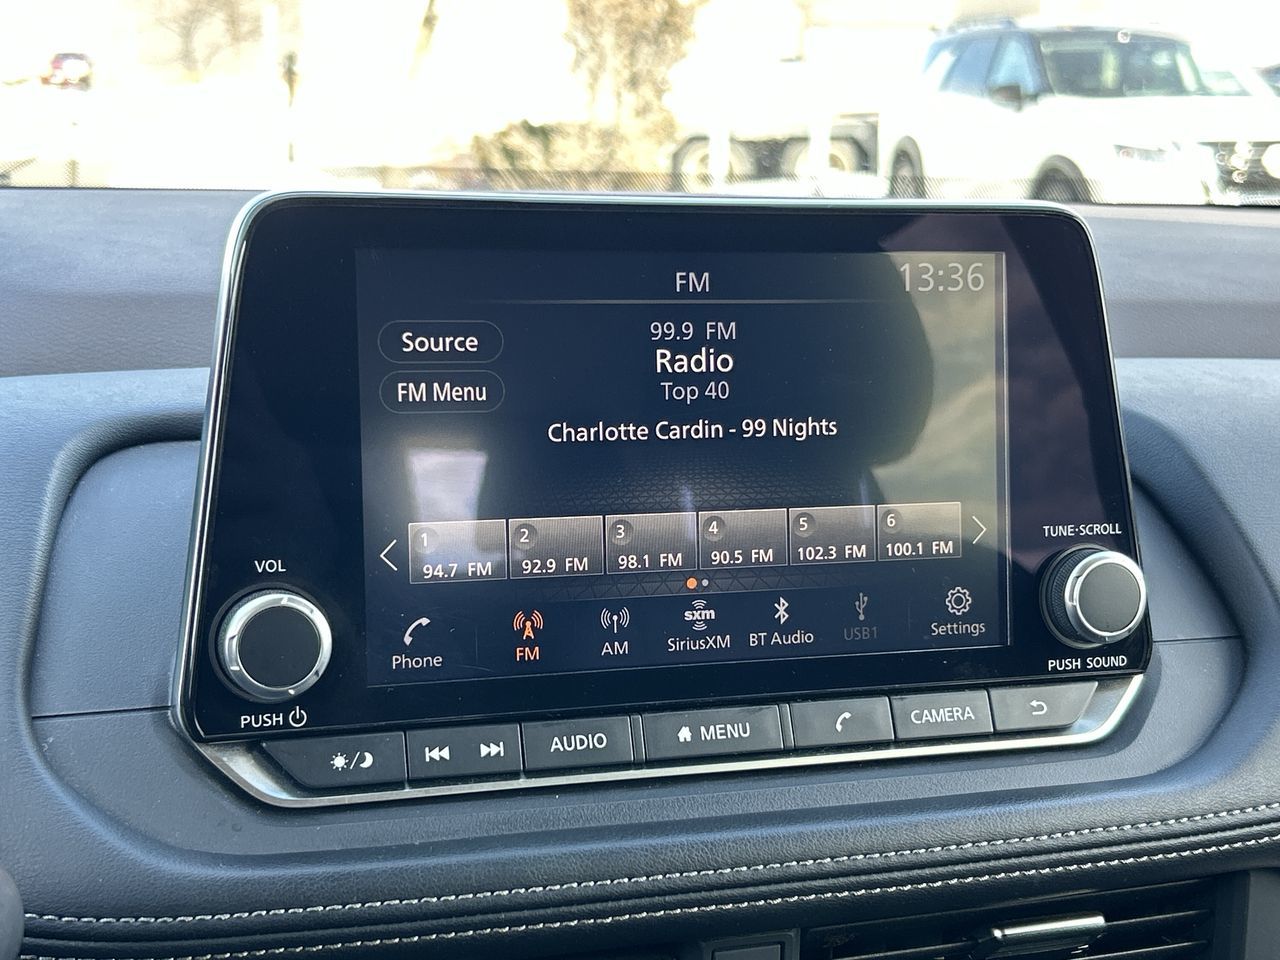 FM
13:36
Source
99.9 FM
Radio
FM Menu
Top 40
Charlotte Cardin - 99 Nights
1
94.7 FM
2
92.9 FM
3
98.1 FM
4
90.5 FM
5
102.3 FM
6
100.1 FM
VOL
TUNE·SCROLL
Phone
FM
AM
sxm
SiriusXM
BT Audio
USB1
Settings
PUSH
PUSH SOUND
AUDIO
MENU
CAMERA